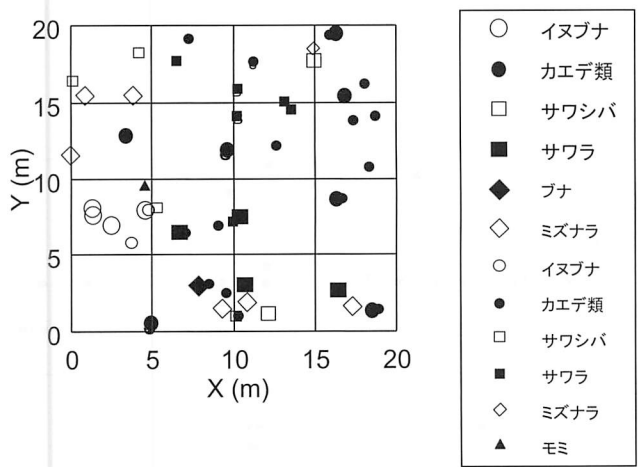 20
15
10
5
0
Y (m)
0 5 10 15 20
X (m)
イヌブナ
カエデ類
サワシバ
サワラ
ブナ
ミズナラ
イヌブナ
カエデ類
サワシバ
サワラ
ミズナラ
モミ